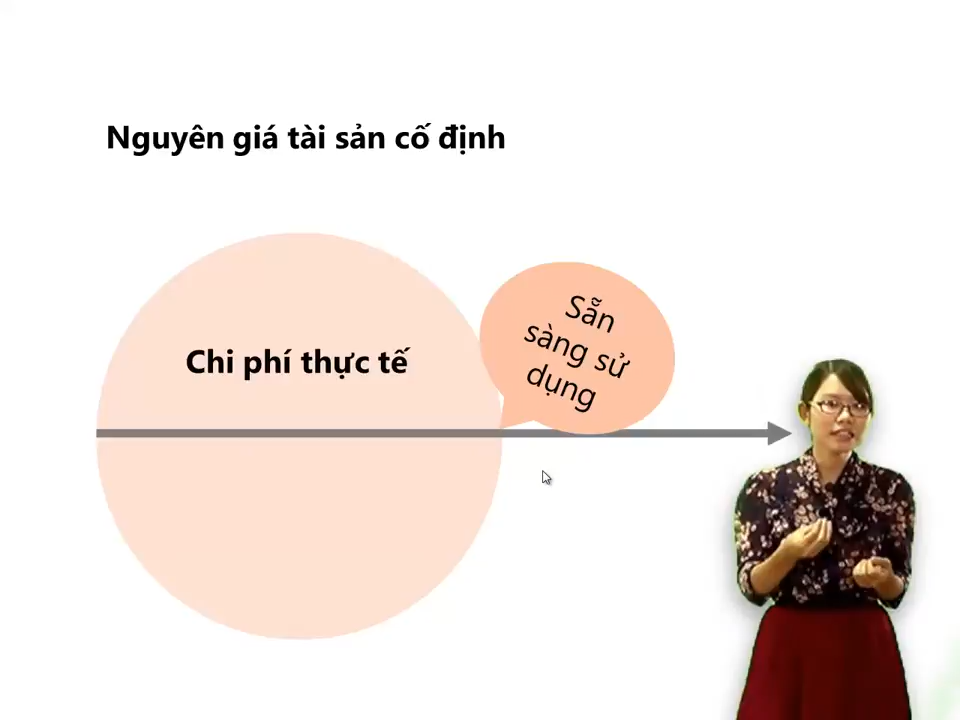 Nguyên giá tài sản cố định
Chi phí thực tế
Sẵn
sàng sử
dụng